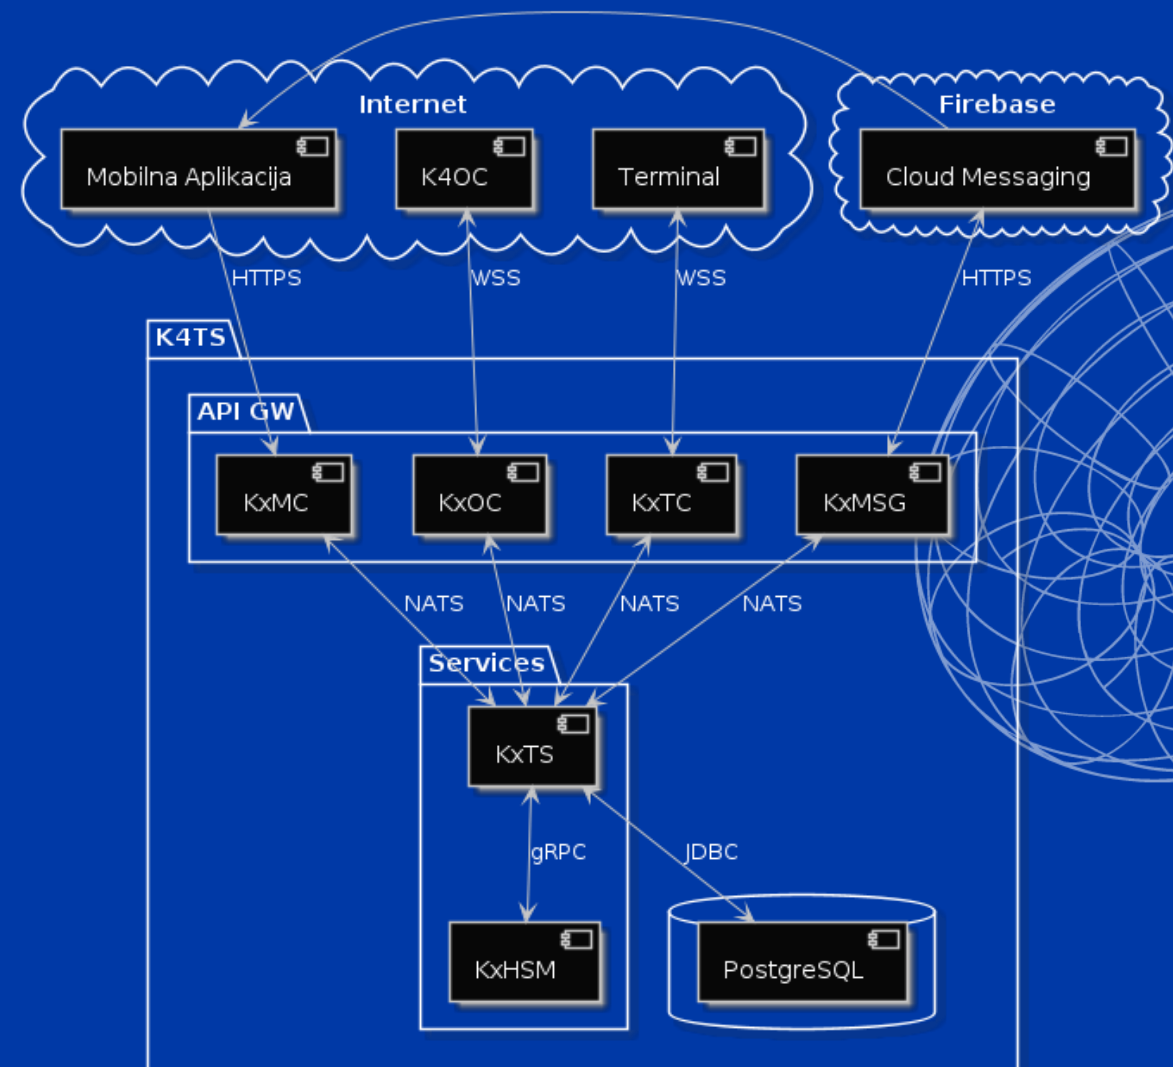 Internet
Firebase
Mobilna Aplikacija
K4OC
Terminal
Cloud Messaging
HTTPS
WSS
WSS
HTTPS
K4TS
API GW
KxMC
KxOC
KxTC
KxMSG
NATS
NATS
NATS
NATS
Services
KxTS
gRPC
JDBC
KxHSM
PostgreSQL